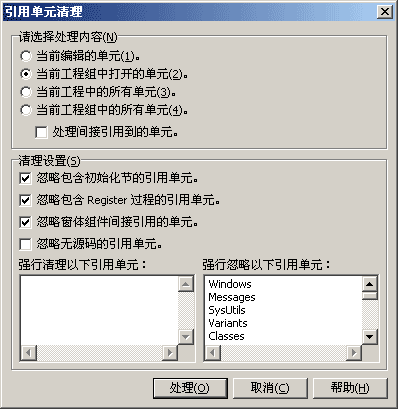 引用单元清理
请选择处理内容(N)
当前编辑的单元(1)。
当前工程组中打开的单元(2)。
当前工程中的所有单元(3)。
当前工程组中的所有单元(4)。
处理间接引用到的单元。
清理设置(S)
忽略包含初始化节的引用单元。
忽略包含 Register 过程的引用单元。
忽略窗体组件间接引用的单元。
忽略无源码的引用单元。
强行清理以下引用单元： 强行忽略以下引用单元：
Windows
Messages
SysUtils
Variants
Classes
处理(O) 取消(C) 帮助(H)